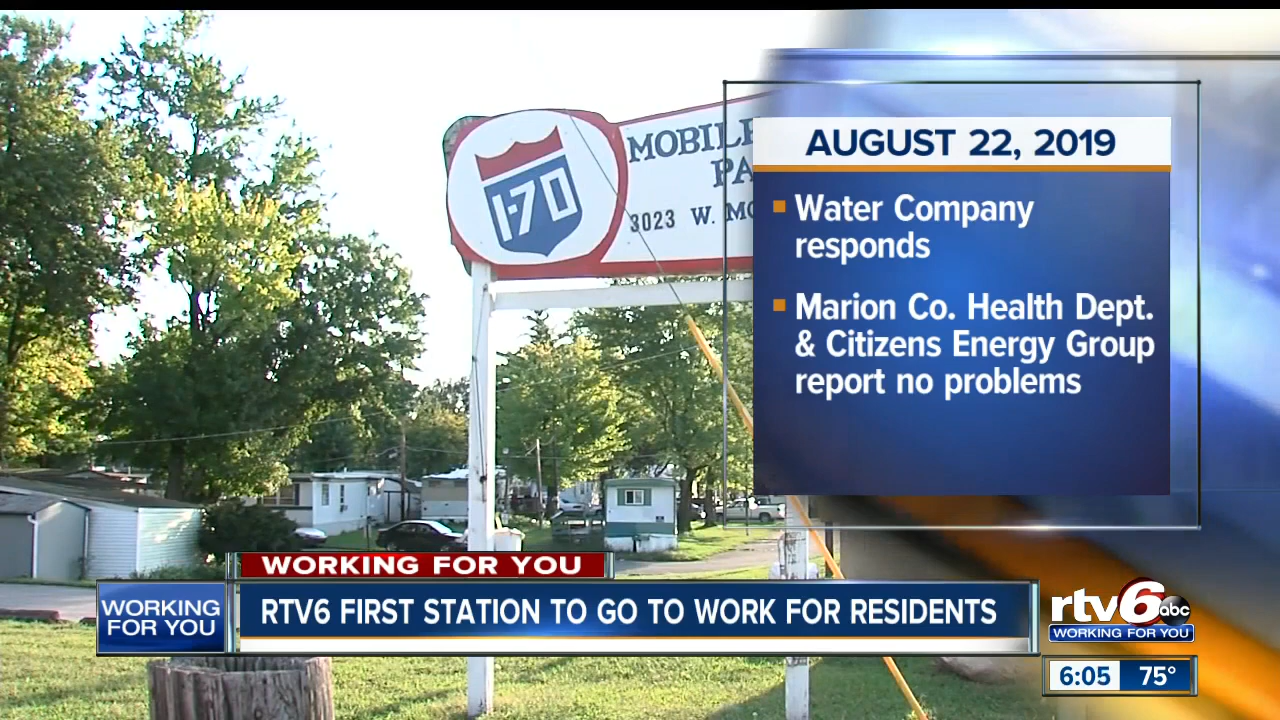 I-70
MOBILE
3023 W.
AUGUST 22, 2019
Water Company
responds
Marion Co. Health Dept.
& Citizens Energy Group
report no problems
WORKING FOR YOU
WORKING
FOR YOU
RTV6 FIRST STATION TO GO TO WORK FOR RESIDENTS
rtv6 abc
WORKING FOR YOU
6:05 75°